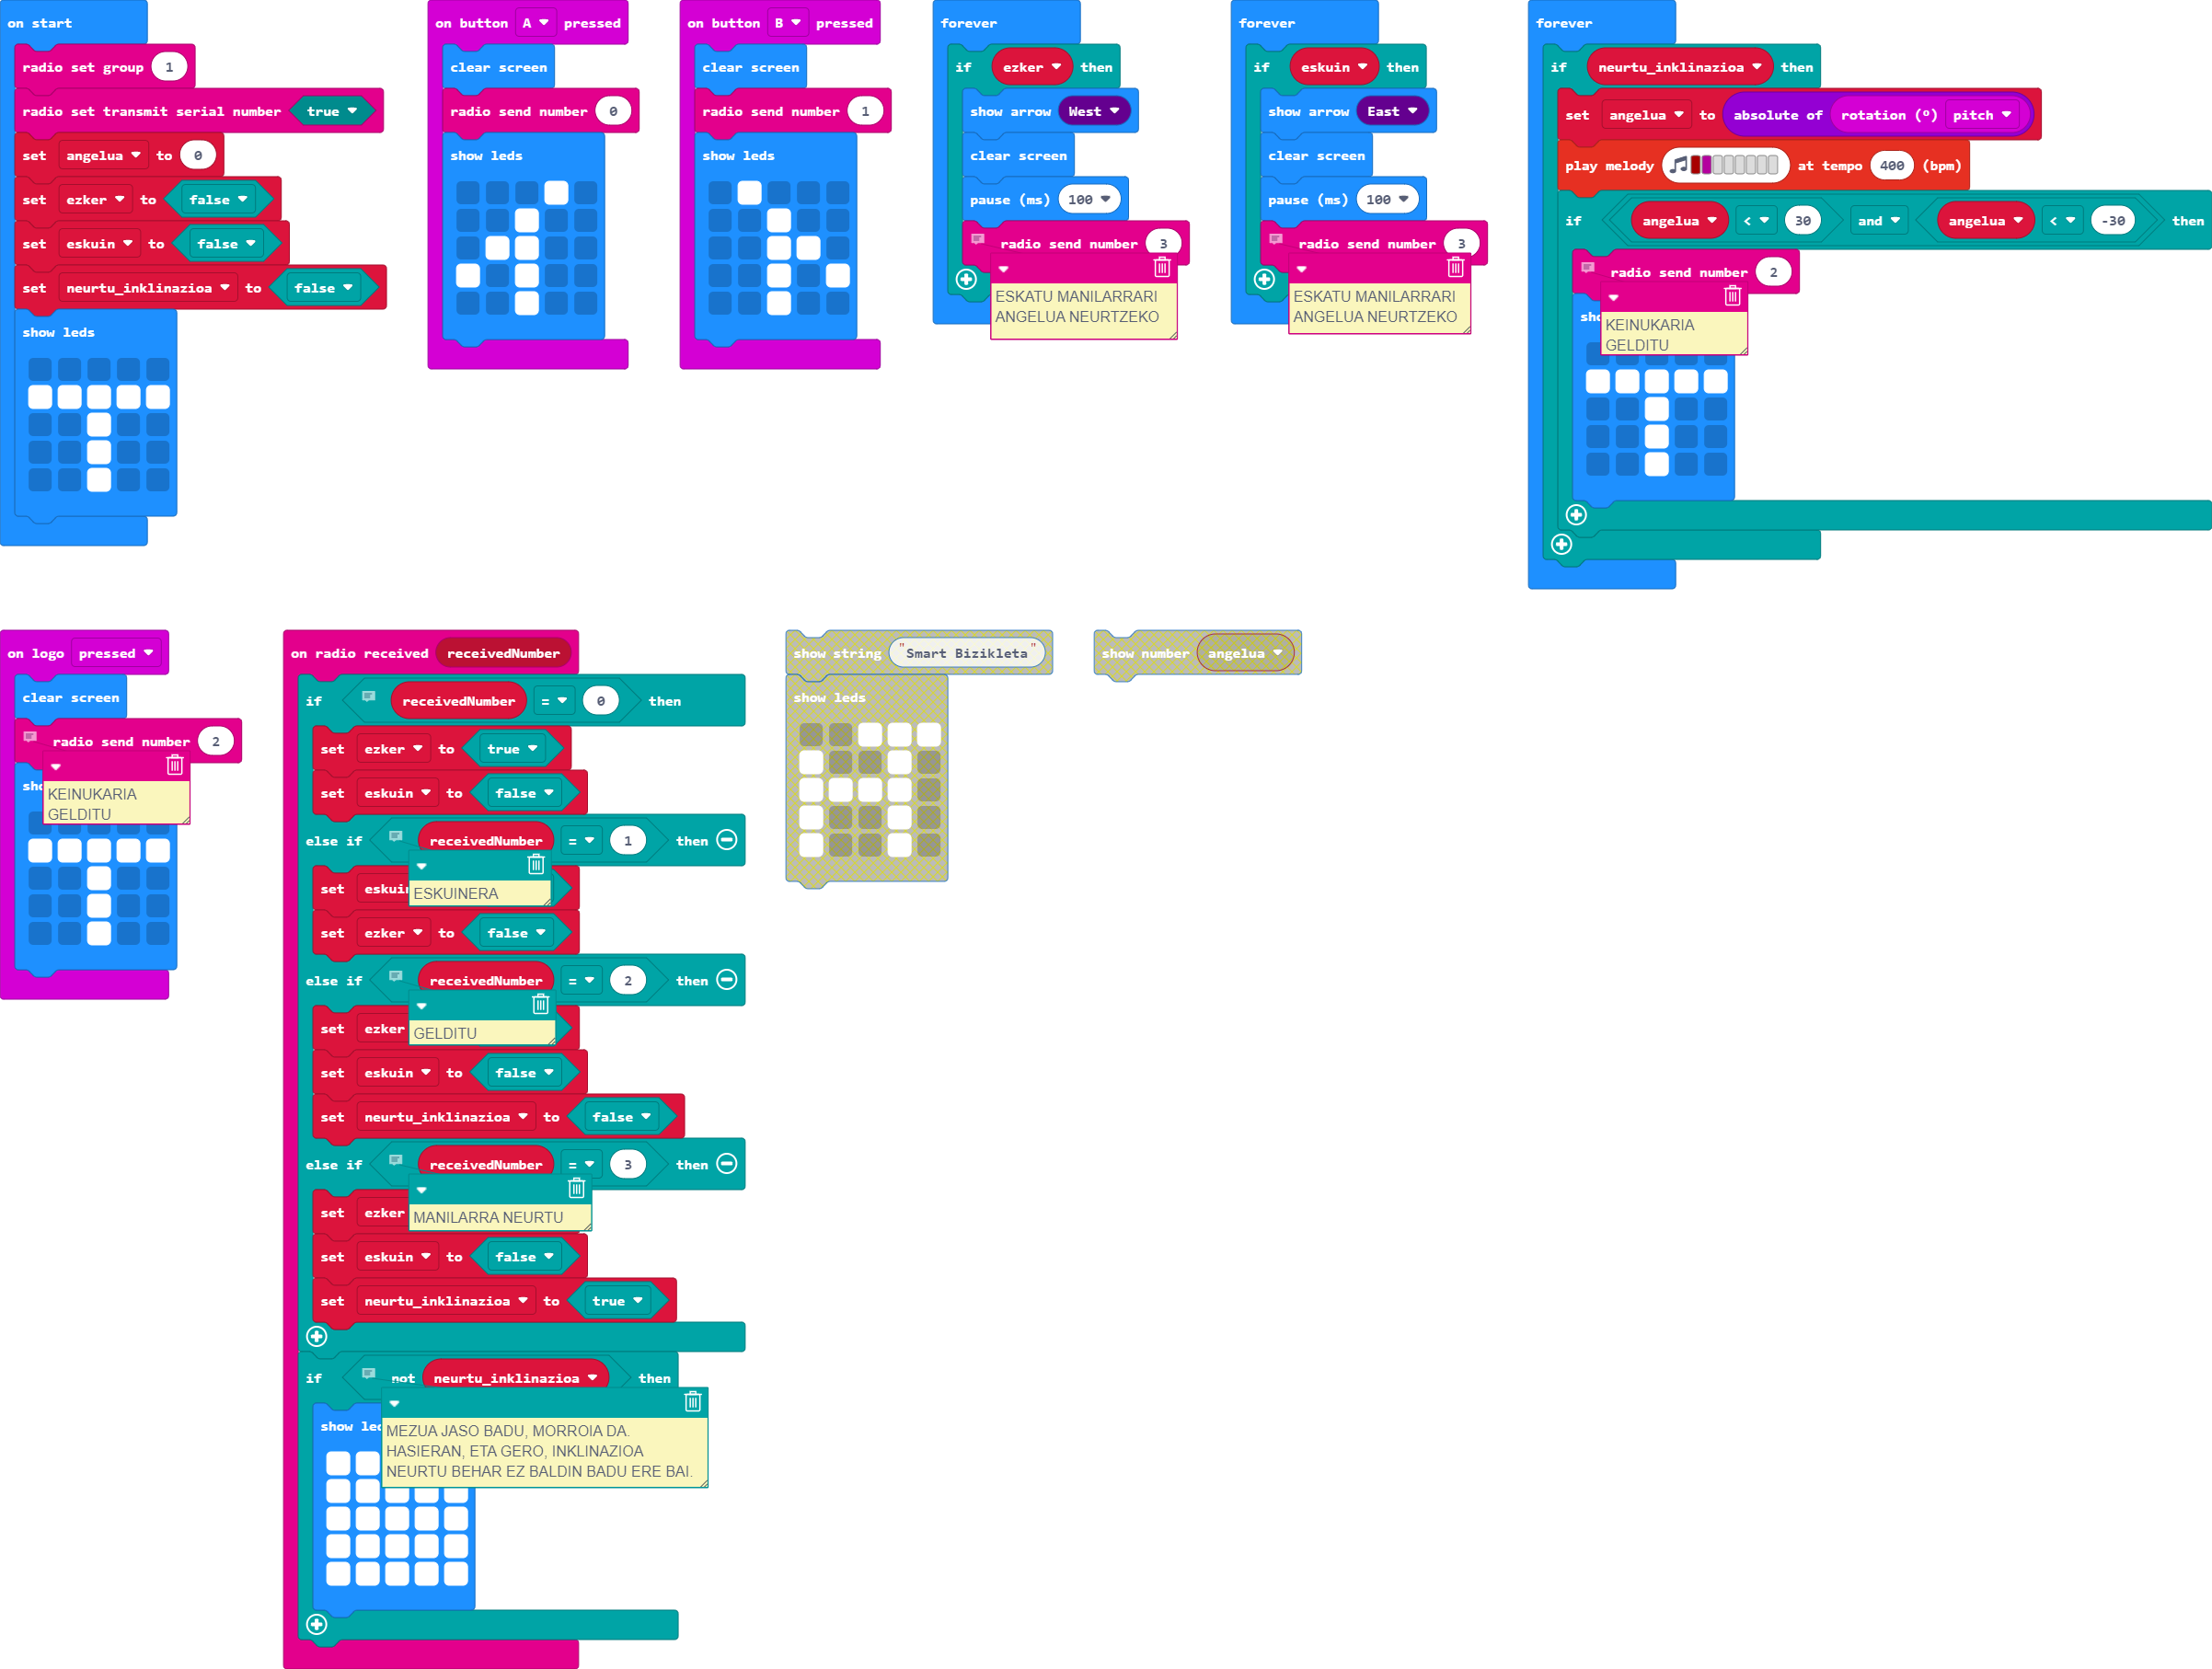 on start
radio set group 1
radio set transmit serial number true
set angelua to 0
set ezker to false
set eskuin to false
set neurtu_inklinazioa to false
show leds
on button A pressed
clear screen
radio send number 0
show leds
on button B pressed
clear screen
radio send number 1
show leds
forever
if ezker then
show arrow West
clear screen
pause (ms) 100
radio send number 3
ESKATU MANILARRARI
ANGELUA NEURTZEKO
forever
if eskuin then
show arrow East
clear screen
pause (ms) 100
radio send number 3
ESKATU MANILARRARI
ANGELUA NEURTZEKO
forever
if neurtu_inklinazioa then
set angelua to absolute of rotation (º) pitch
play melody at tempo 400 (bpm)
if angelua < 30 and angelua < -30 then
radio send number 2
KEINUKARIA
GELDITU
on logo pressed
clear screen
radio send number 2
KEINUKARIA
GELDITU
on radio received receivedNumber
if receivedNumber = 0 then
set ezker to true
set eskuin to false
else if receivedNumber = 1 then
ESKUINERA
set
set ezker to false
else if receivedNumber = 2 then
set ezker
GELDITU
set eskuin to false
set neurtu_inklinazioa to false
else if receivedNumber = 3 then
set ezker
MANILARRA NEURTU
set eskuin to false
set neurtu_inklinazioa to true
if not neurtu_inklinazioa then
show
MEZUA JASO BADU, MORROIA DA.
HASIERAN, ETA GERO, INKLINAZIOA
NEURTU BEHAR EZ BALDIN BADU ERE BAI.
show string "Smart Bizikleta"
show leds
show number angelua